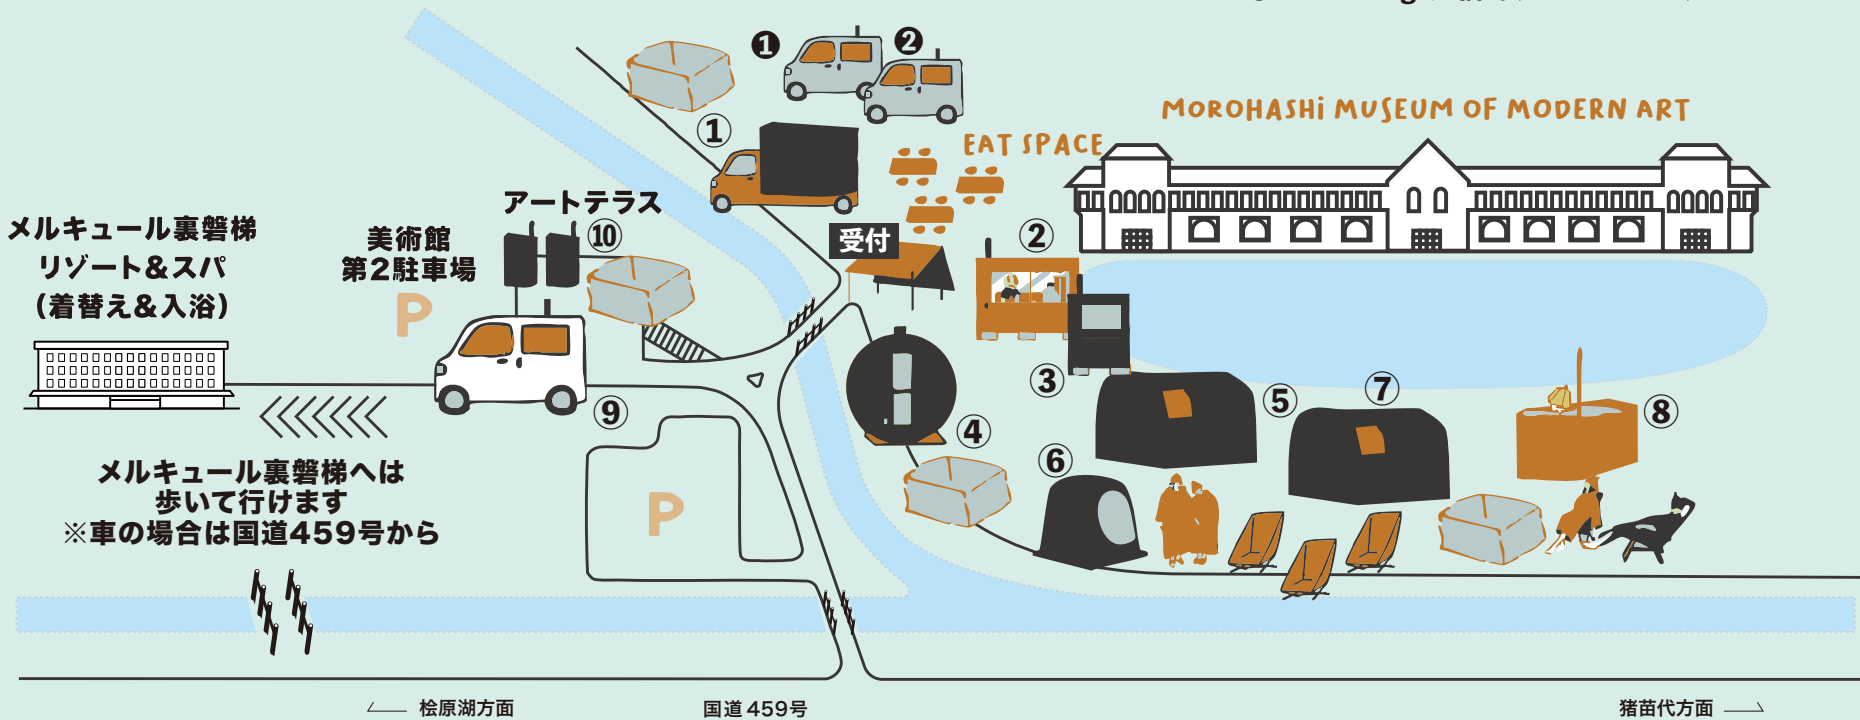 ❶
❷
①
MOROHASHi MUSEUM OF MODERN ART
EAT SPACE
アートテラス
⑩
メルキュール裏磐梯
リゾート&スパ
(着替え&入浴)
美術館
第2駐車場
P
受付
②
③
⑨
④
⑤
⑥
⑦
⑧
メルキュール裏磐梯へは
歩いて行けます
※車の場合は国道459号から
P
桧原湖方面
国道459号
猪苗代方面